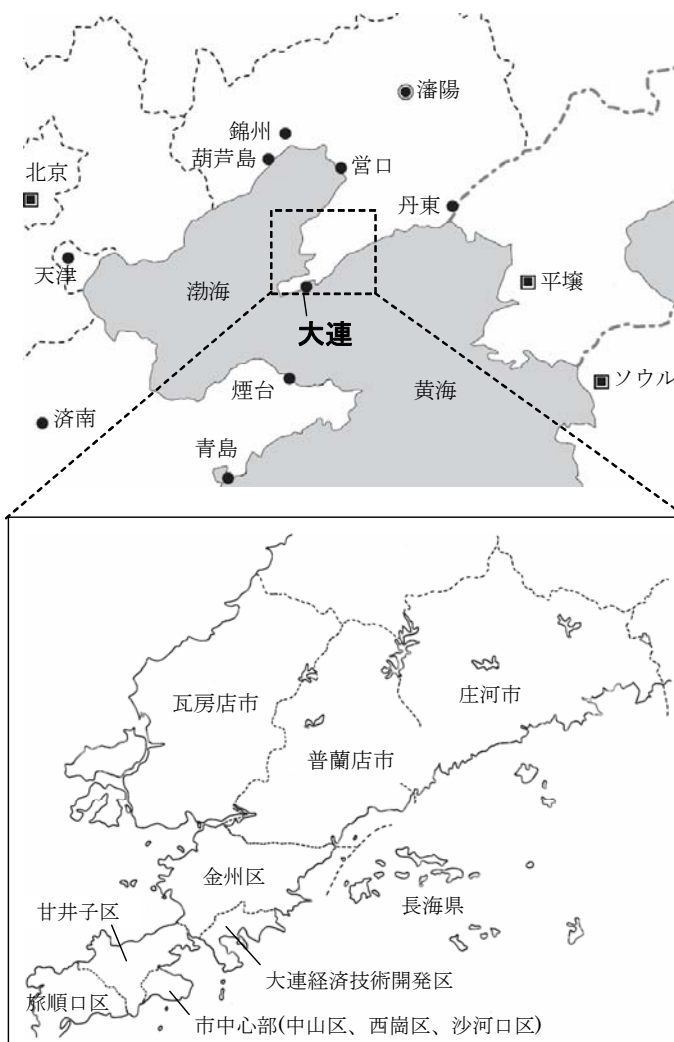 瀋陽
錦州
葫芦島
営口
北京
丹東
天津
渤海
平壌
大連
煙台
黄海
ソウル
済南
青島
瓦房店市
庄河市
普蘭店市
金州区
甘井子区
長海県
大連経済技術開発区
旅順口区
市中心部(中山区、西崗区、沙河口区)